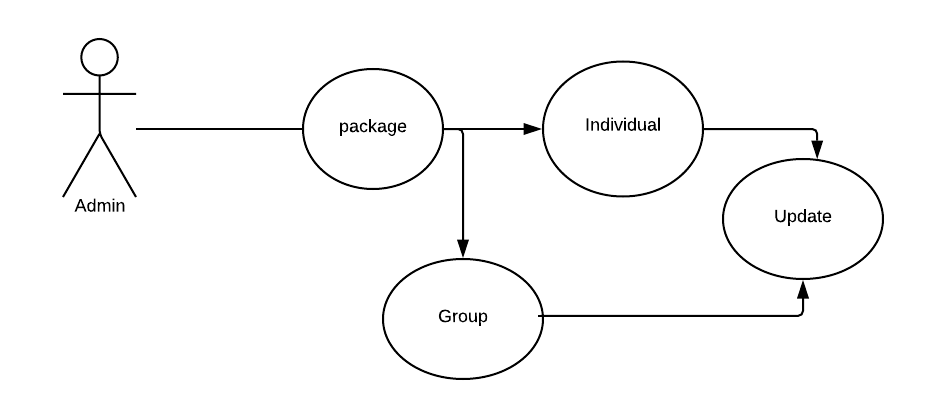 Admin
package
Individual
Update
Group